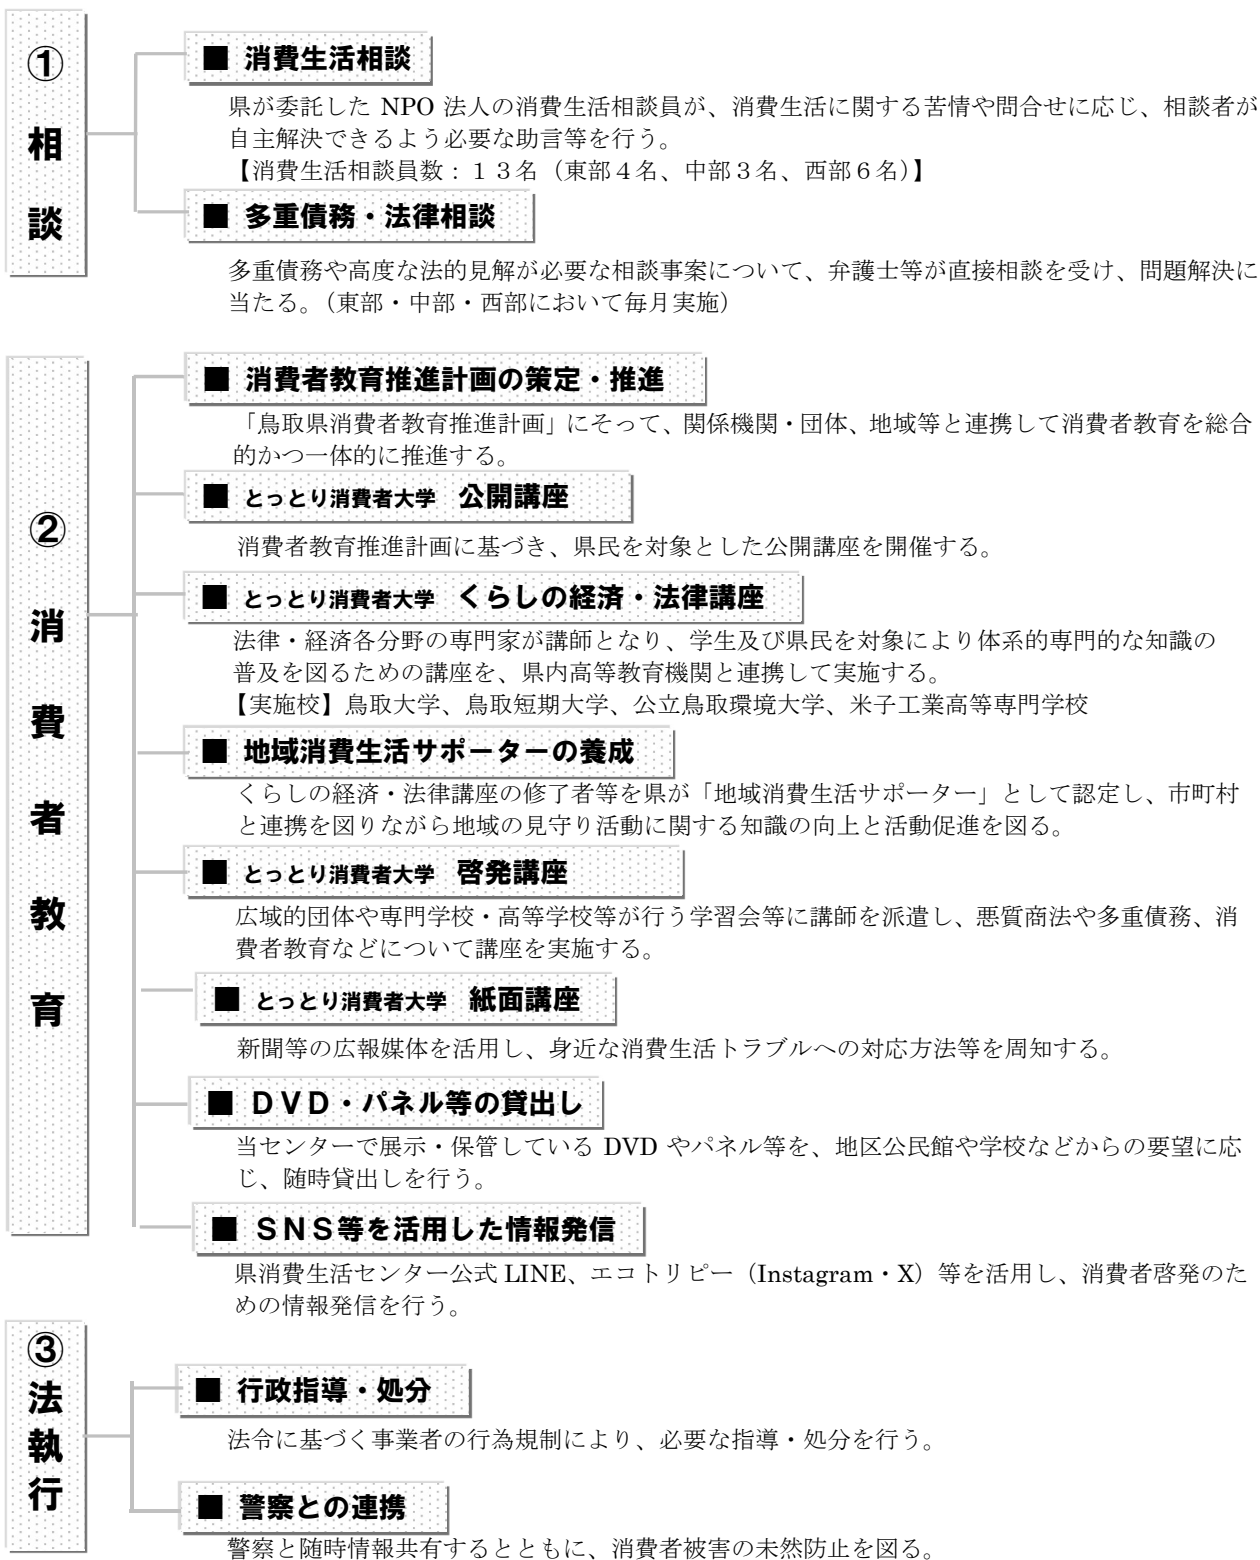 ①相談
■ 消費生活相談
県が委託した NPO 法人の消費生活相談員が、消費生活に関する苦情や問合せに応じ、相談者が
自主解決できるよう必要な助言等を行う。
【消費生活相談員数：１３名（東部４名、中部３名、西部６名）】
■ 多重債務・法律相談
多重債務や高度な法的見解が必要な相談事案について、弁護士等が直接相談を受け、問題解決に
当たる。（東部・中部・西部において毎月実施）
②消費者教育
■ 消費者教育推進計画の策定・推進
「鳥取県消費者教育推進計画」にそって、関係機関・団体、地域等と連携して消費者教育を総合
的かつ一体的に推進する。
■ とっとり消費者大学　公開講座
消費者教育推進計画に基づき、県民を対象とした公開講座を開催する。
■ とっとり消費者大学　くらしの経済・法律講座
法律・経済各分野の専門家が講師となり、学生及び県民を対象により体系的専門的な知識の
普及を図るための講座を、県内高等教育機関と連携して実施する。
【実施校】鳥取大学、鳥取短期大学、公立鳥取環境大学、米子工業高等専門学校
■ 地域消費生活サポーターの養成
くらしの経済・法律講座の修了者等を県が「地域消費生活サポーター」として認定し、市町村
と連携を図りながら地域の見守り活動に関する知識の向上と活動促進を図る。
■ とっとり消費者大学　啓発講座
広域的団体や専門学校・高等学校等が行う学習会等に講師を派遣し、悪質商法や多重債務、消
費者教育などについて講座を実施する。
■ とっとり消費者大学　紙面講座
新聞等の広報媒体を活用し、身近な消費生活トラブルへの対応方法等を周知する。
■ ＤＶＤ・パネル等の貸出し
当センターで展示・保管している DVD やパネル等を、地区公民館や学校などからの要望に応
じ、随時貸出しを行う。
■ ＳＮＳ等を活用した情報発信
県消費生活センター公式 LINE、エコトリピー（Instagram・X）等を活用し、消費者啓発のた
めの情報発信を行う。
③法執行
■ 行政指導・処分
法令に基づく事業者の行為規制により、必要な指導・処分を行う。
■ 警察との連携
警察と随時情報共有するとともに、消費者被害の未然防止を図る。